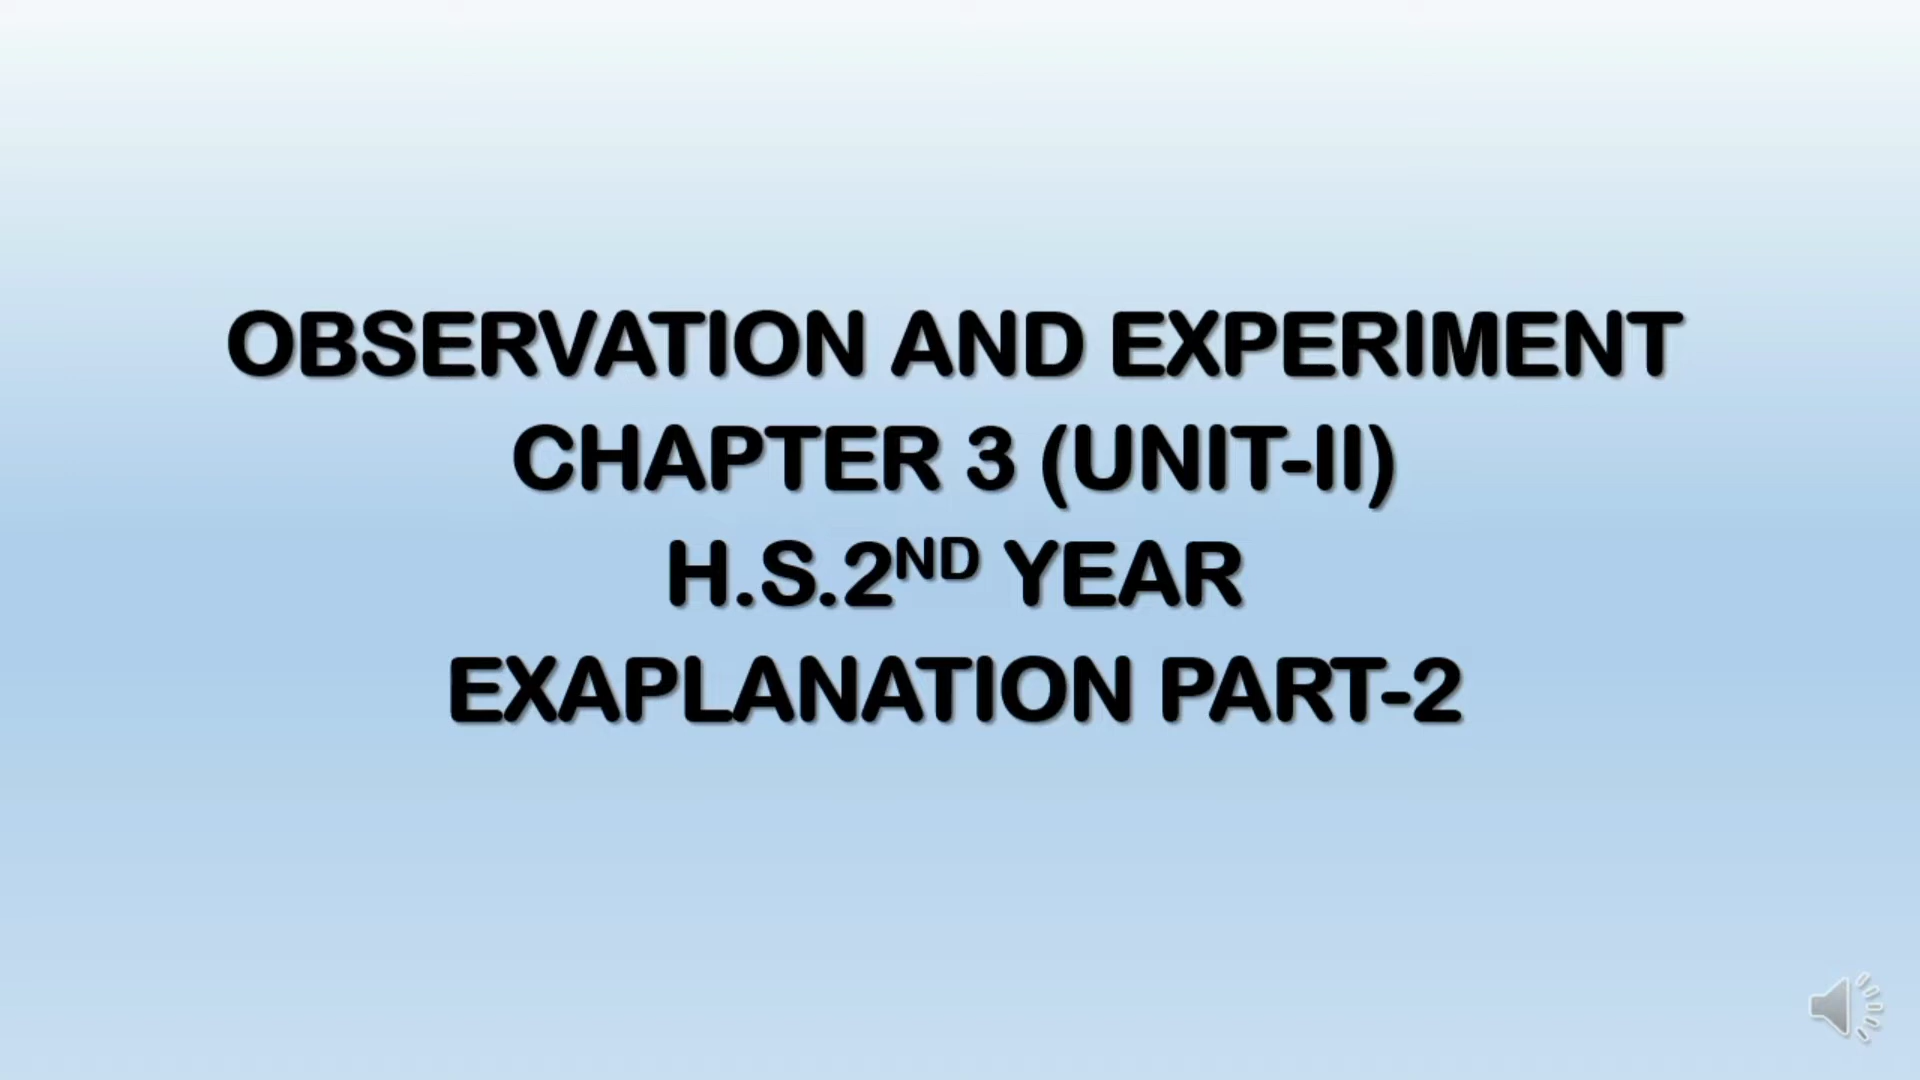 OBSERVATION AND EXPERIMENT
CHAPTER 3 (UNIT-II)
H.S.2ND YEAR
EXAPLANATION PART-2